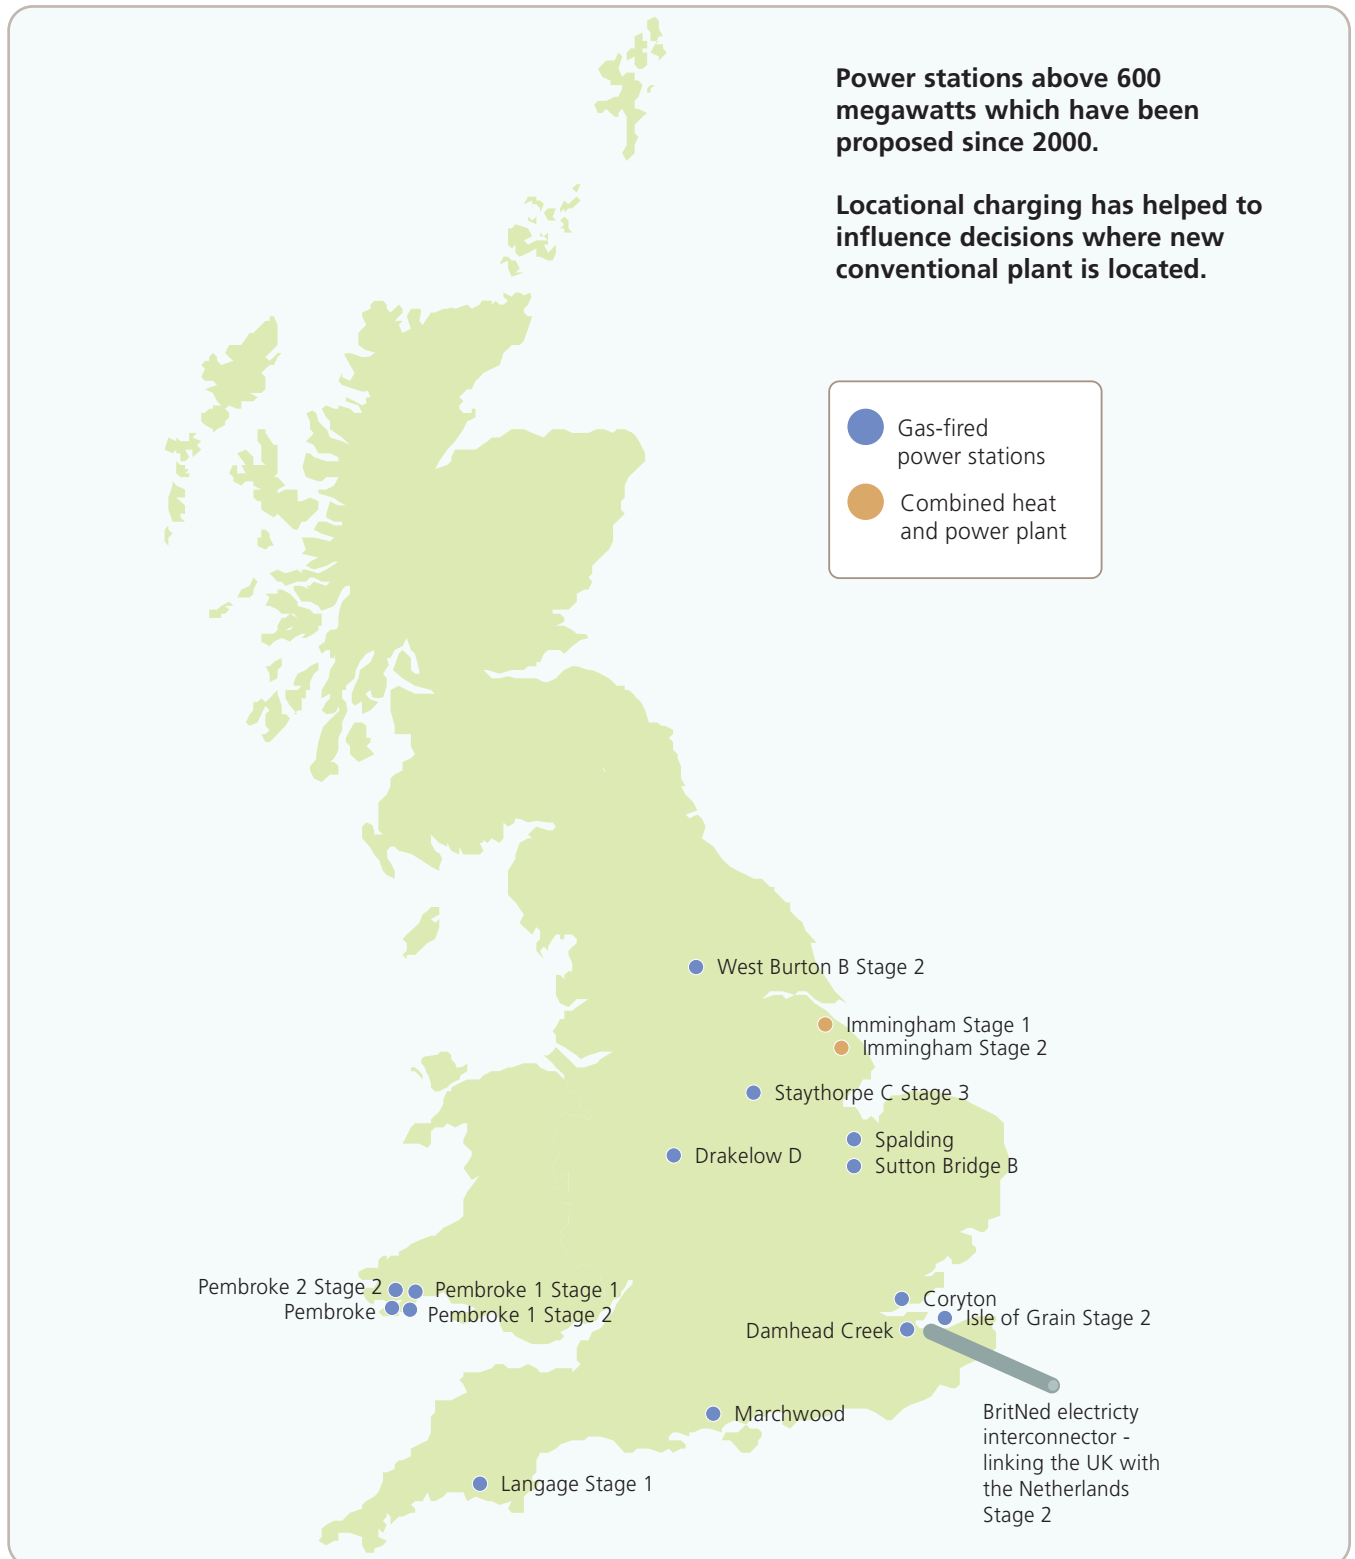 Power stations above 600
megawatts which have been
proposed since 2000.
Locational charging has helped to
influence decisions where new
conventional plant is located.
Gas-fired
power stations
Combined heat
and power plant
West Burton B Stage 2
Immingham Stage 1
Immingham Stage 2
Staythorpe C Stage 3
Spalding
Drakelow D
Sutton Bridge B
Pembroke 2 Stage 2
Pembroke 1 Stage 1
Pembroke
Pembroke 1 Stage 2
Coryton
Isle of Grain Stage 2
Damhead Creek
Marchwood
BritNed electricty
interconnector -
linking the UK with
the Netherlands
Stage 2
Langage Stage 1